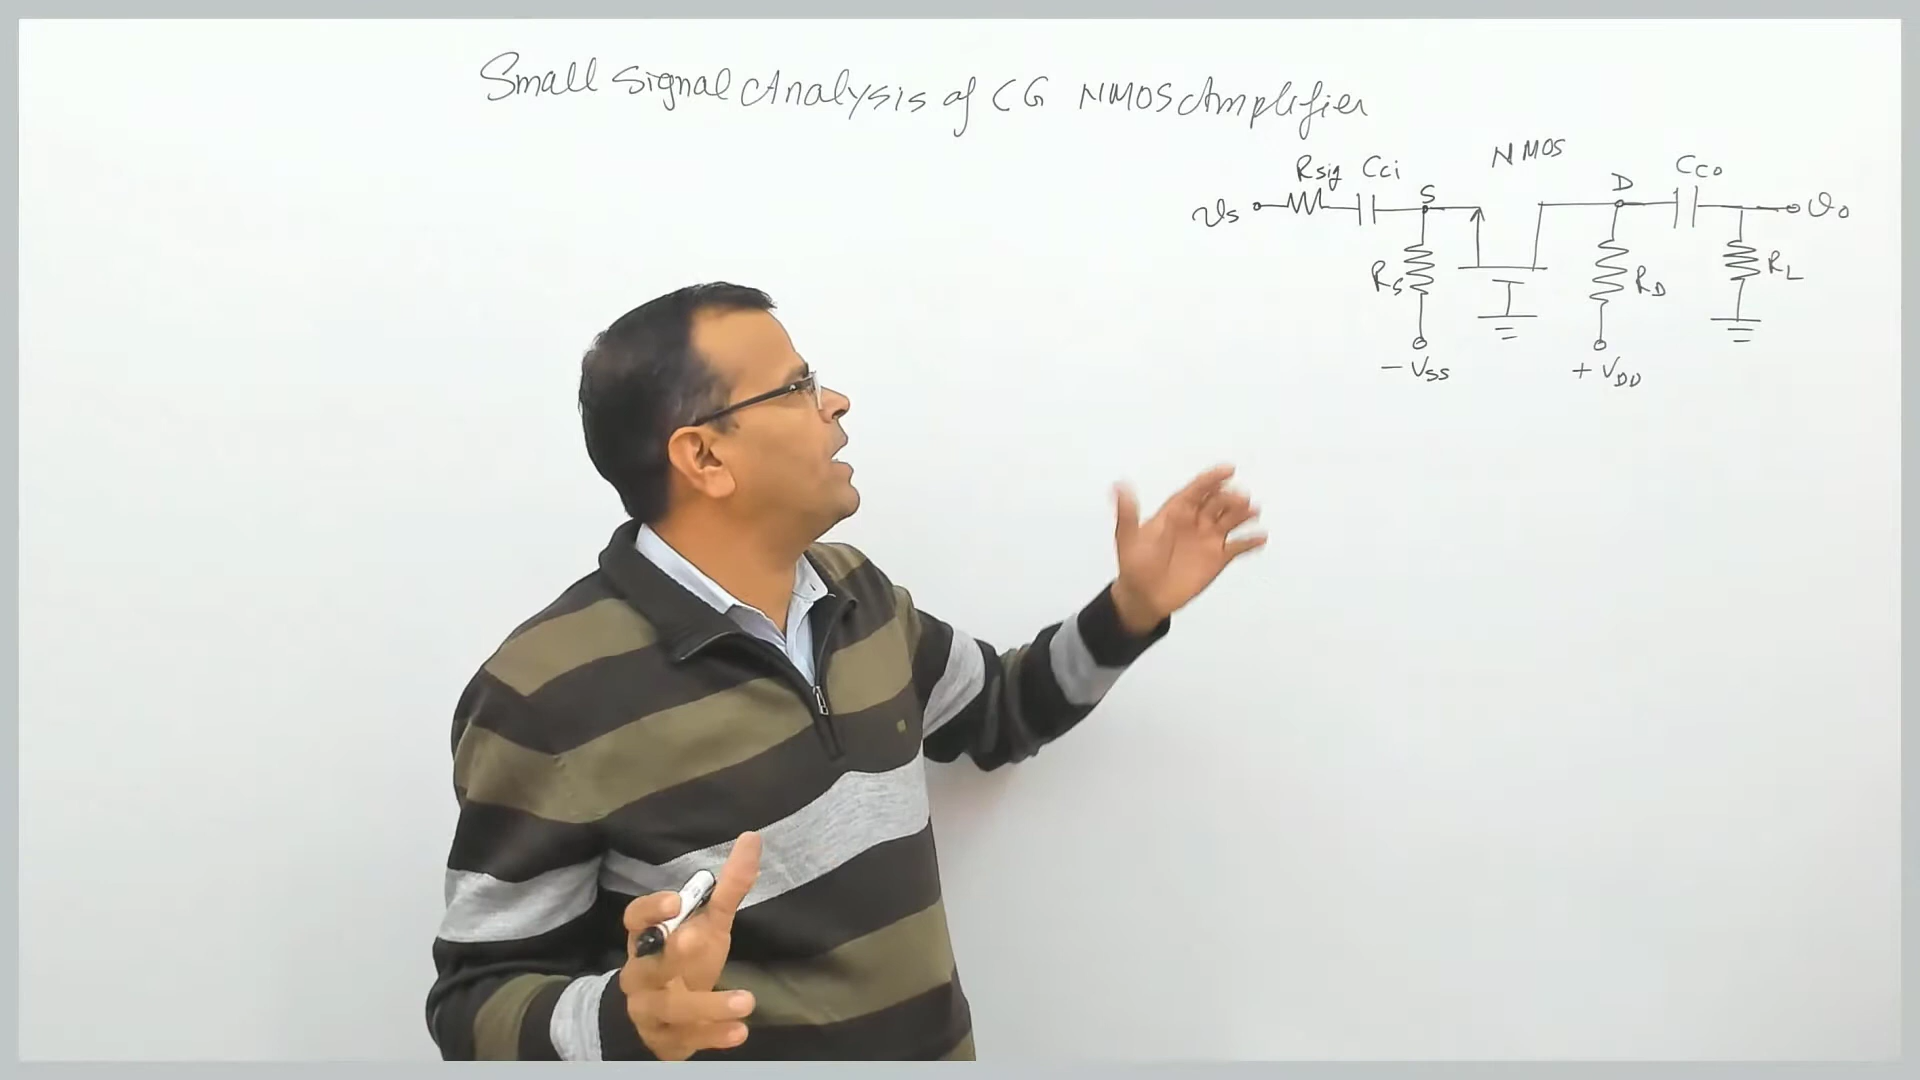 Small Signal Analysis of CG NMOS Amplifier
NMOS
Rsig Cci S D Cco
vs vo
RS RD RL
- VSS + VDD